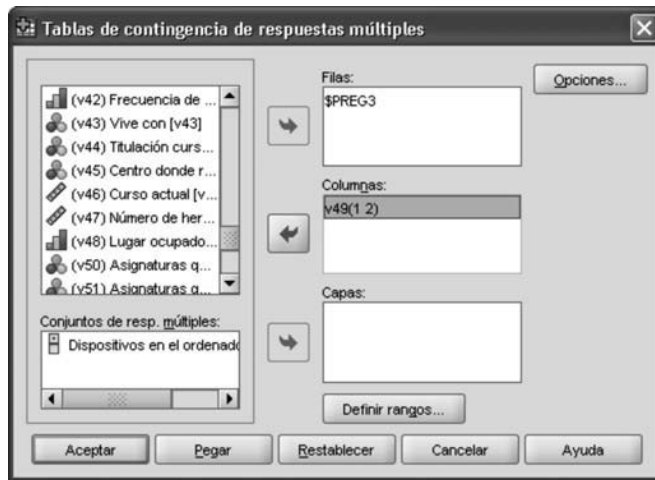 Tablas de contingencia de respuestas múltiples
(v42) Frecuencia de ...
(v43) Vive con [v43]
(v44) Titulación curs...
(v45) Centro donde r...
(v46) Curso actual [v...
(v47) Número de her...
(v48) Lugar ocupado...
(v50) Asignaturas q...
(v51) Asignaturas q...
Conjuntos de resp. múltiples:
Dispositivos en el ordenado
Filas:
$PREG3
Columnas:
v49(1 2)
Capas:
Definir rangos...
Opciones...
Aceptar
Pegar
Restablecer
Cancelar
Ayuda